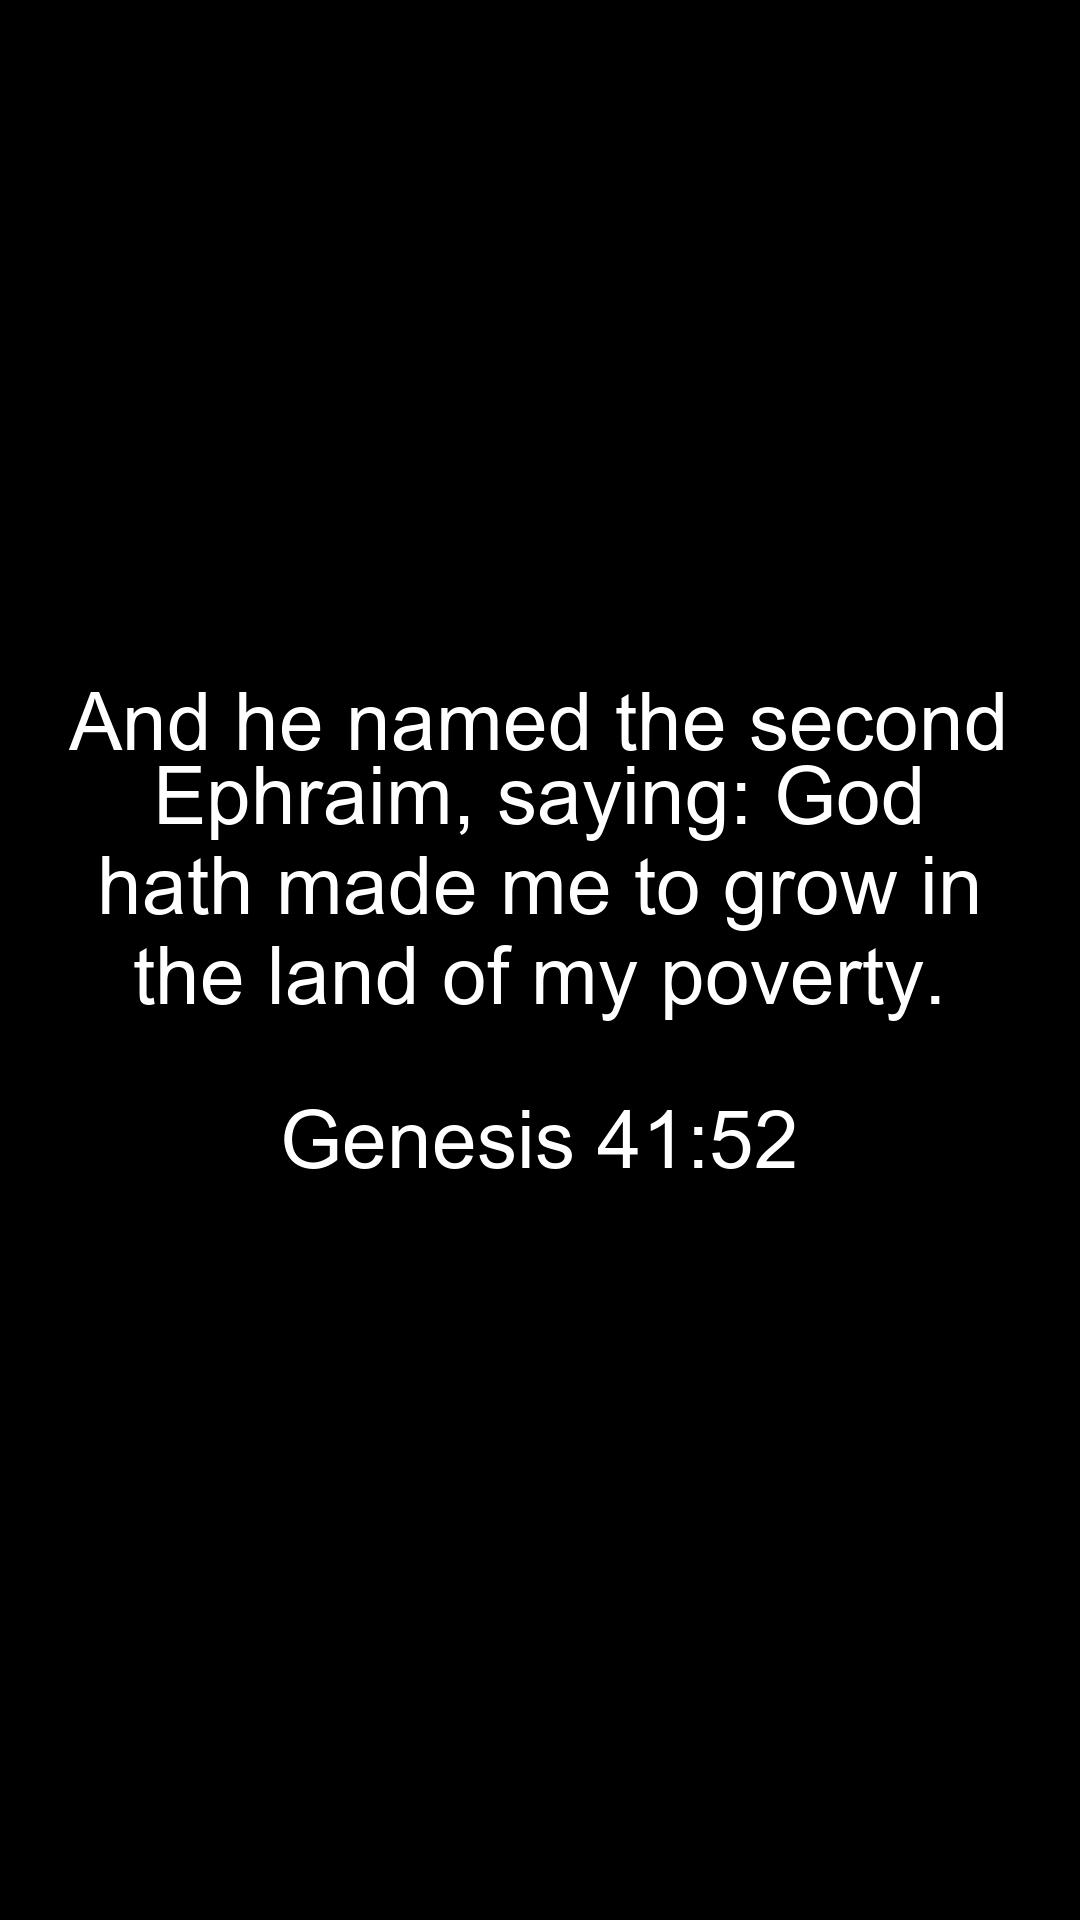 And he named the second
Ephraim, saying: God
hath made me to grow in
the land of my poverty.
Genesis 41:52